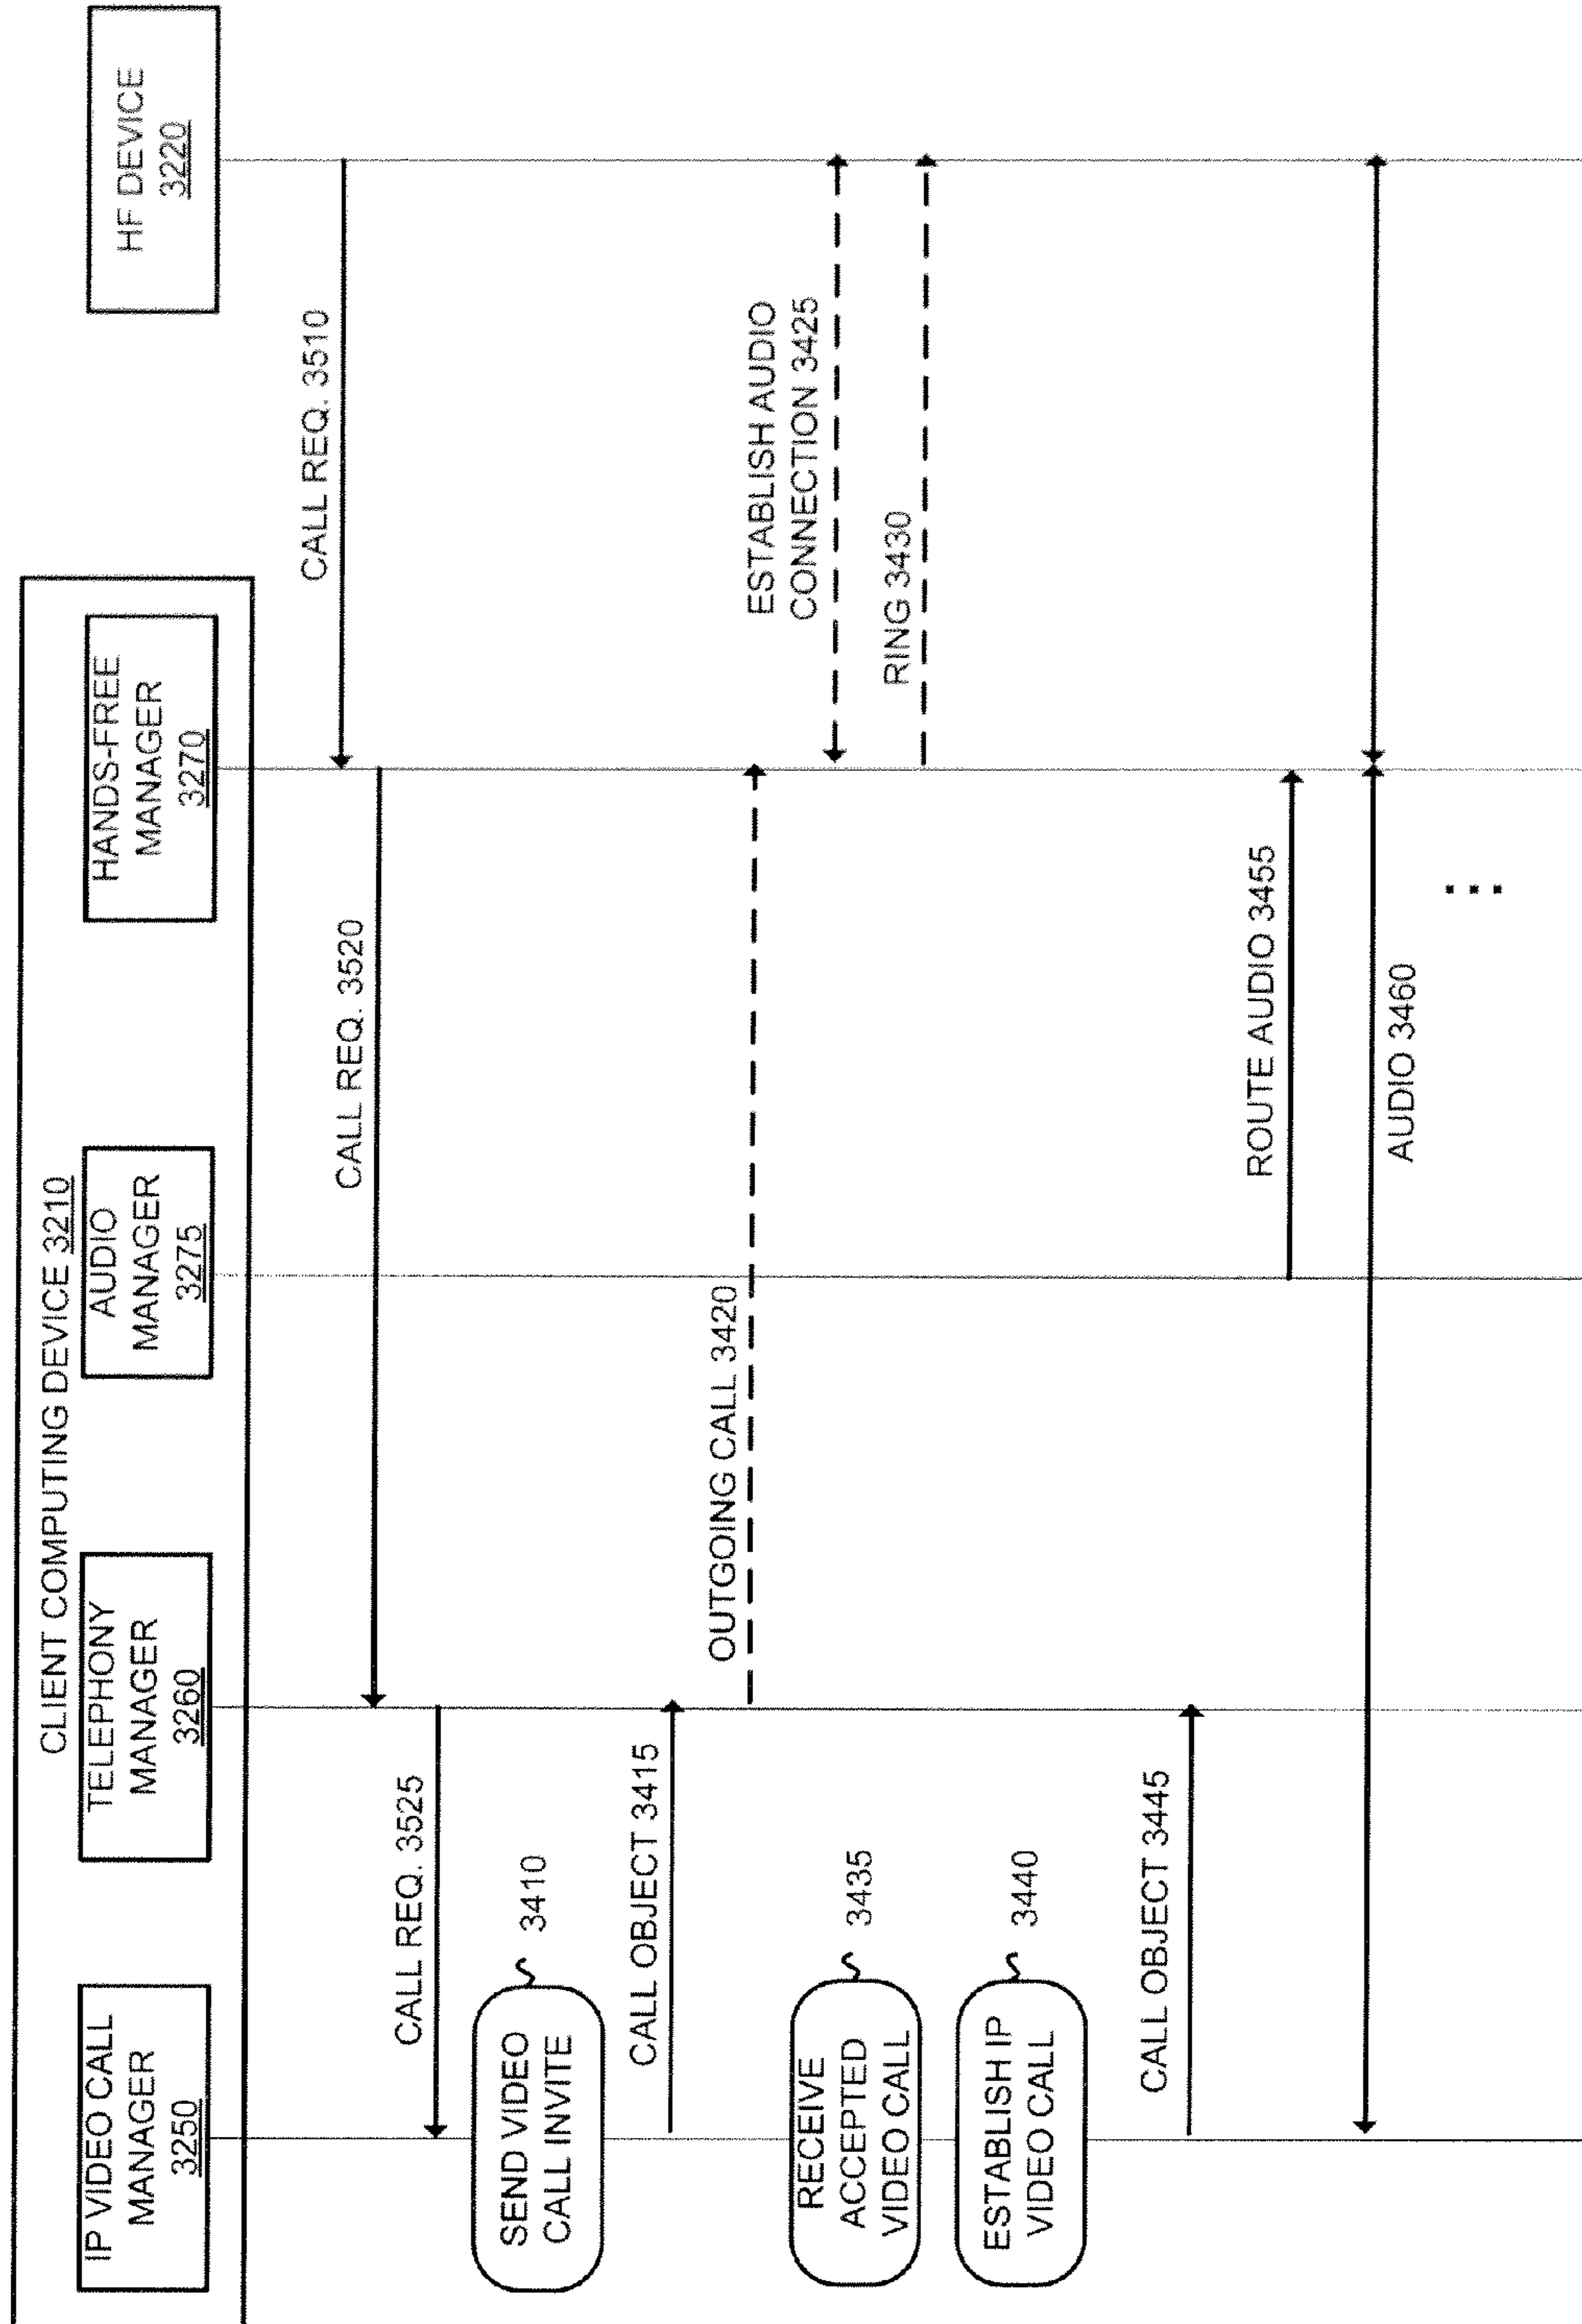 CLIENT COMPUTING DEVICE 3210
IP VIDEO CALL
MANAGER
3250
TELEPHONY
MANAGER
3260
AUDIO
MANAGER
3275
HANDS-FREE
MANAGER
3270
HF DEVICE
3220
CALL REQ. 3510
CALL REQ. 3520
CALL REQ. 3525
SEND VIDEO
CALL INVITE
3410
CALL OBJECT 3415
OUTGOING CALL 3420
ESTABLISH AUDIO
CONNECTION 3425
RING 3430
RECEIVE
ACCEPTED
VIDEO CALL
3435
ESTABLISH IP
VIDEO CALL
3440
CALL OBJECT 3445
ROUTE AUDIO 3455
AUDIO 3460
...